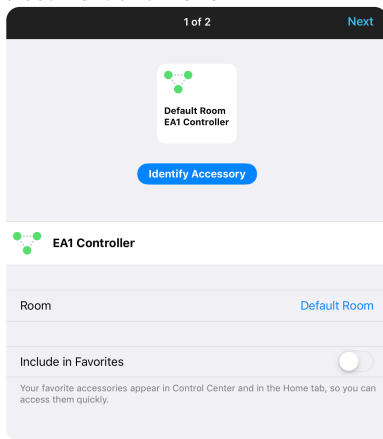 1 of 2
Next
Default Room
EA1 Controller
Identify Accessory
EA1 Controller
Room
Default Room
Include in Favorites
Your favorite accessories appear in Control Center and in the Home tab, so you can
access them quickly.